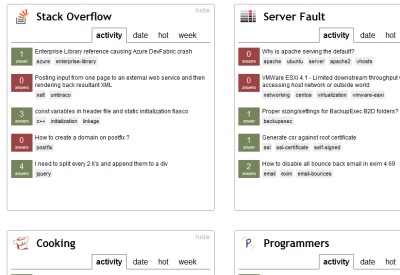 Stack Overflow
hide
activity date hot week
1 answer
Enterprise Library reference causing Azure DevFabric crash
azure enterprise-library
0 answers
Posting input from one page to an external web service and then
rendering back resultant XML
xslt umbraco
3 answers
const variables in header file and static initialization fiasco
c++ initialization linkage
0 answers
How to create a domain on postfix ?
postfix
4 answers
I need to split every 2 li's and append them to a div
jquery
Server Fault
activity date hot
0 answers
Why is apache serving the default?
apache ubuntu server apache2 vhosts
0 answers
VMWare ESXi 4.1 - Limited downstream throughput
accessing host network or outside world
networking centos virtualization vmware-esxi
1 answer
Proper sizing/settings for BackupExec B2D folders?
backupexec
1 answer
Generate csr against root certificate
ssl ssl-certificate self-signed
2 answers
How to disable all bounce back email in exim 4.69
email exim email-bounces
Cooking
hide
activity date hot week
Programmers
activity date hot